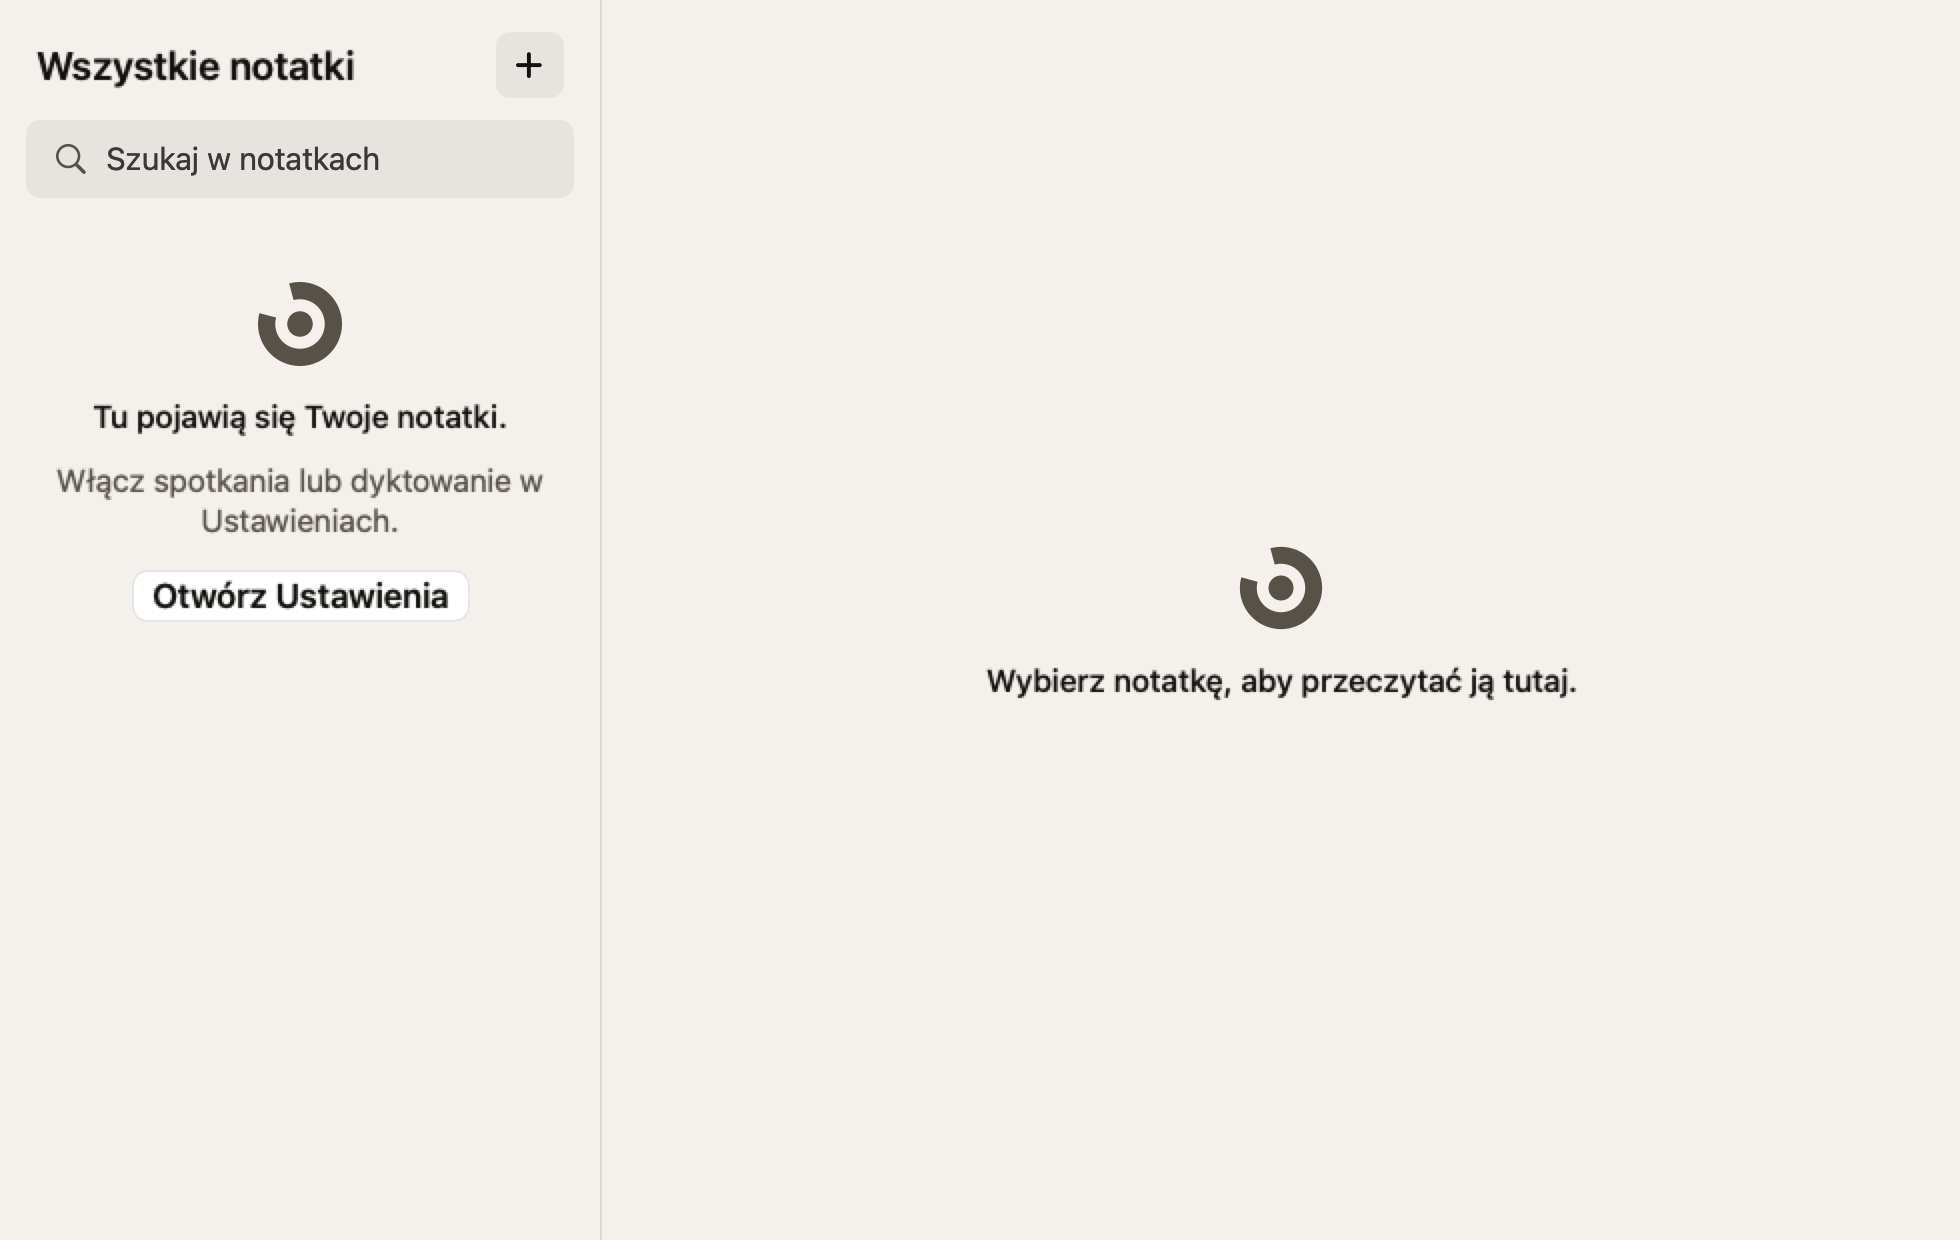 Wszystkie notatki
Szukaj w notatkach
Tu pojawią się Twoje notatki.
Włącz spotkania lub dyktowanie w
Ustawieniach.
Otwórz Ustawienia
Wybierz notatkę, aby przeczytać ją tutaj.